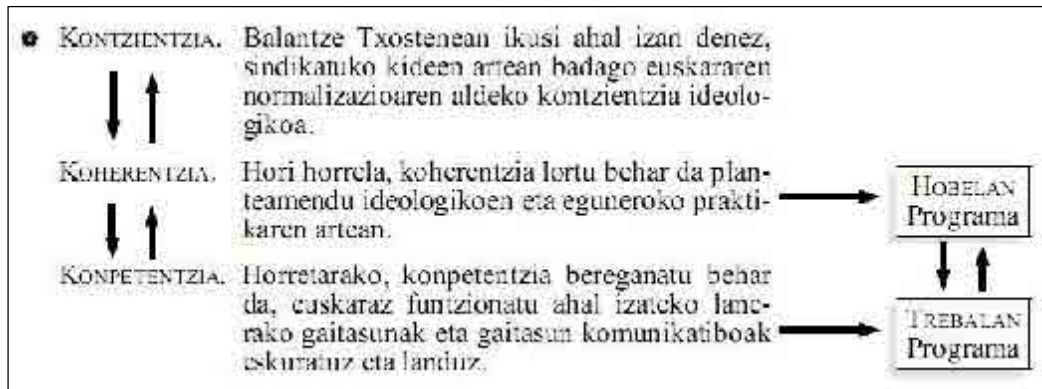 KONTZIENTZIA. Balantze Txostenean ikusi ahal izan denez,
sindikatuko kideen artean badago euskararen
normalizazioaren aldeko kontzientzia ideolo-
gikoa.
KOHERENTZIA. Hori horrela, koherentzia lortu behar da plan-
teamendu ideologikoen eta eguneroko prakti-
karen artean.
HOBELAN
Programa
KONPETENTZIA. Horretarako, konpetentzia bereganatu behar
da, euskaraz funtzionatu ahal izateko lane-
rako gaitasunak eta gaitasun komunikatiboak
eskuratuz eta landuz.
TREBALAN
Programa